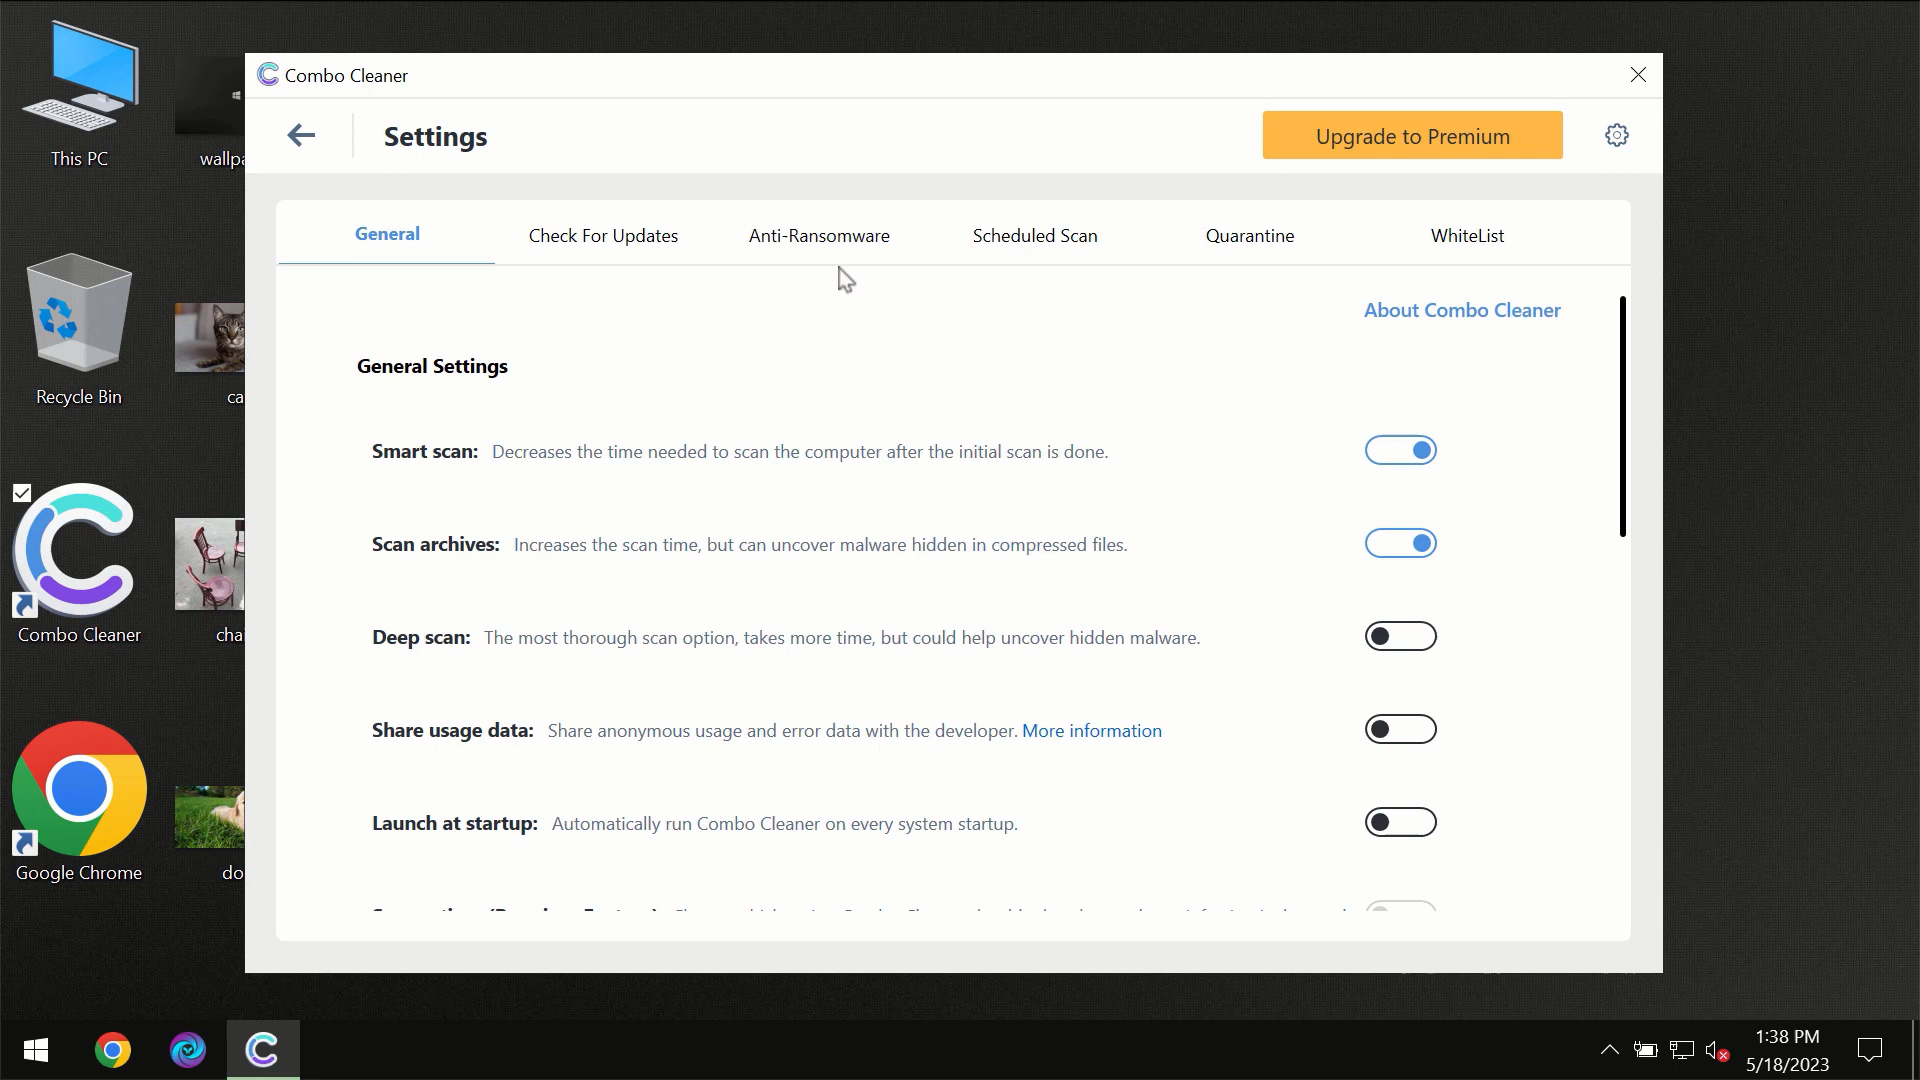 Combo Cleaner
Settings
Upgrade to Premium
General
Check For Updates
Anti-Ransomware
Scheduled Scan
Quarantine
WhiteList
About Combo Cleaner
General Settings
Smart scan: Decreases the time needed to scan the computer after the initial scan is done.
Scan archives: Increases the scan time, but can uncover malware hidden in compressed files.
Deep scan: The most thorough scan option, takes more time, but could help uncover hidden malware.
Share usage data: Share anonymous usage and error data with the developer. More information
Launch at startup: Automatically run Combo Cleaner on every system startup.
This PC
wallpa
Recycle Bin
ca
Combo Cleaner
chai
Google Chrome
do
1:38 PM
5/18/2023